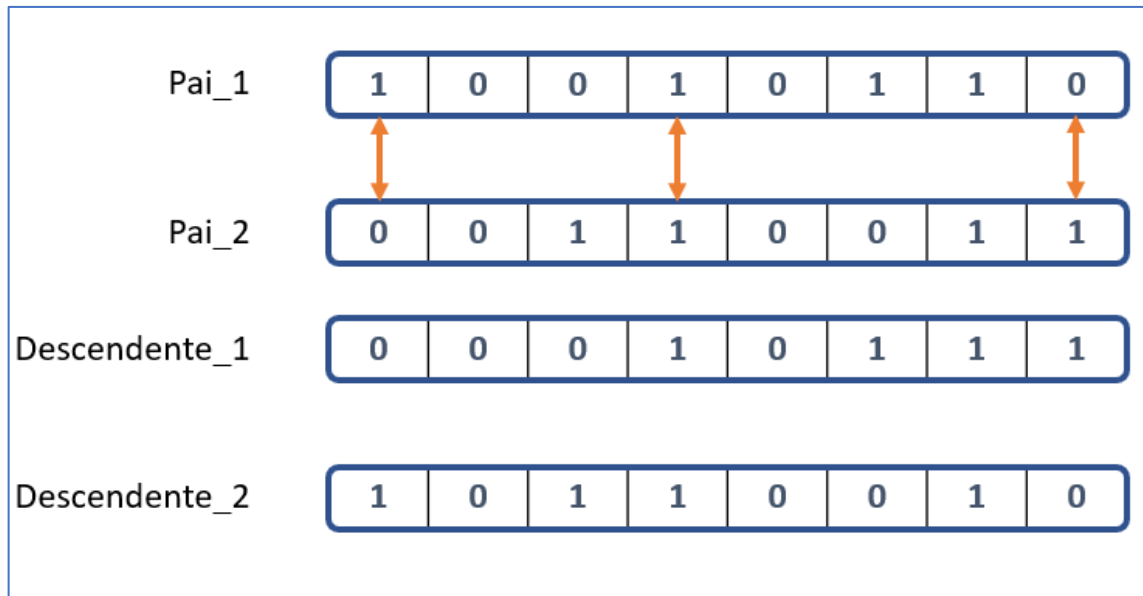 Pai_1 1 0 0 1 0 1 1 0
Pai_2 0 0 1 1 0 0 1 1
Descendente_1 0 0 0 1 0 1 1 1
Descendente_2 1 0 1 1 0 0 1 0